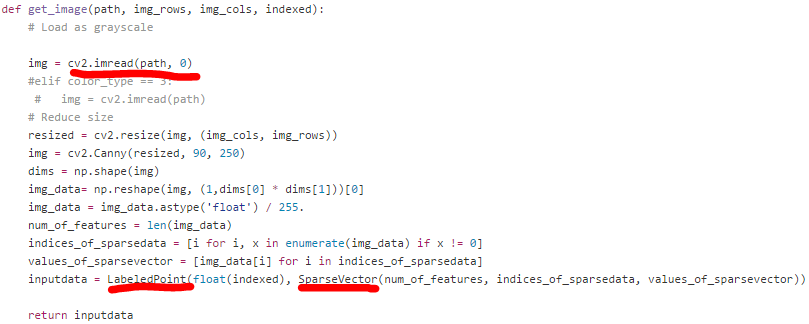 def get_image(path, img_rows, img_cols, indexed):
    # Load as grayscale
    img = cv2.imread(path, 0)
    #elif color_type == 3:
     #   img = cv2.imread(path)
    # Reduce size
    resized = cv2.resize(img, (img_cols, img_rows))
    img = cv2.Canny(resized, 90, 250)
    dims = np.shape(img)
    img_data= np.reshape(img, (1,dims[0] * dims[1]))[0]
    img_data = img_data.astype('float') / 255.
    num_of_features = len(img_data)
    indices_of_sparsedata = [i for i, x in enumerate(img_data) if x != 0]
    values_of_sparsevector = [img_data[i] for i in indices_of_sparsedata]
    inputdata = LabeledPoint(float(indexed), SparseVector(num_of_features, indices_of_sparsedata, values_of_sparsevector))
    return inputdata